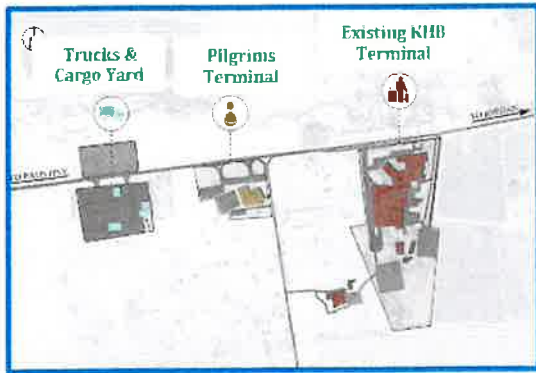 Trucks &
Cargo Yard
Pilgrims
Terminal
Existing KHB
Terminal